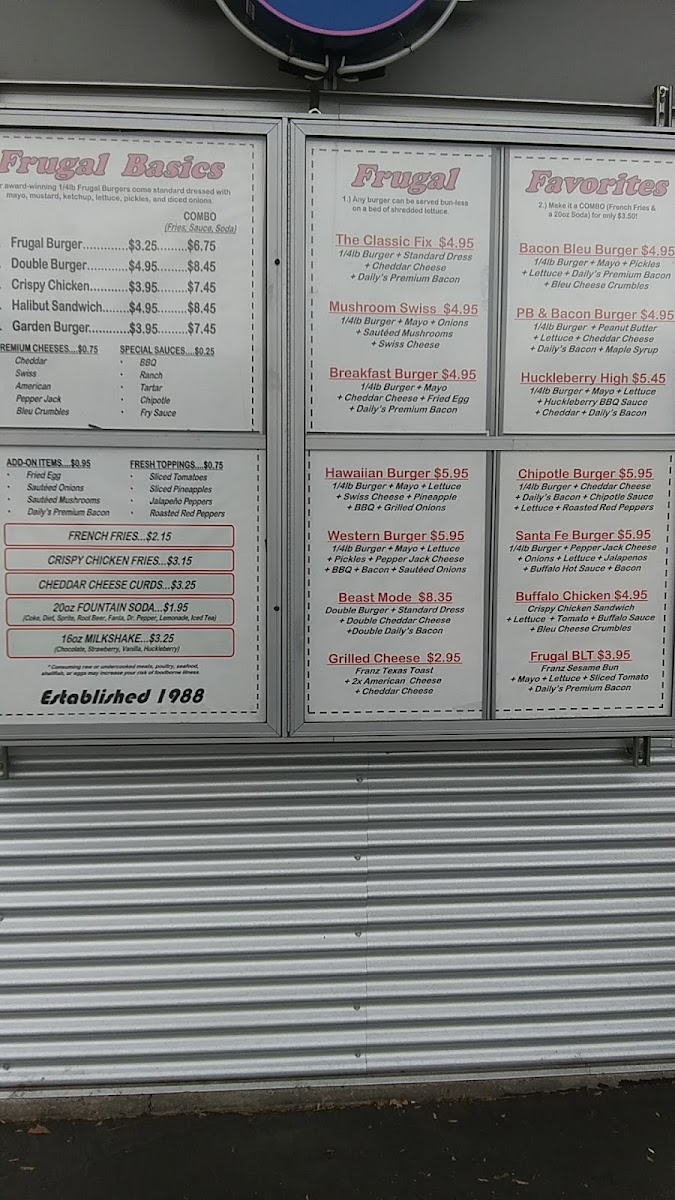 Frugal Basics
award-winning 1/4lb Frugal Burgers come standard dressed with
mayo, mustard, ketchup, lettuce, pickles, and diced onions.
COMBO
(Fries, Sauce, Soda)
Frugal Burger............$3.25.......$6.75
Double Burger..........$4.95.......$8.45
Crispy Chicken.........$3.95.......$7.45
Halibut Sandwich......$4.95.......$8.45
Garden Burger..........$3.95.......$7.45
REMIUM CHEESES...$0.75
Cheddar
Swiss
American
Pepper Jack
Bleu Crumbles
SPECIAL SAUCES...$0.25
• BBQ
• Ranch
• Tartar
• Chipotle
• Fry Sauce
ADD-ON ITEMS....$0.95
• Fried Egg
• Sautéed Onions
• Sautéed Mushrooms
• Daily's Premium Bacon
FRESH TOPPINGS...$0.75
• Sliced Tomatoes
• Sliced Pineapples
• Jalapeño Peppers
• Roasted Red Peppers
FRENCH FRIES...$2.15
CRISPY CHICKEN FRIES...$3.15
CHEDDAR CHEESE CURDS...$3.25
20oz FOUNTAIN SODA...$1.95
(Coke, Diet, Sprite, Root Beer, Fanta, Dr. Pepper, Lemonade, Iced Tea)
16oz MILKSHAKE...$3.25
(Chocolate, Strawberry, Vanilla, Huckleberry)
* Consuming raw or undercooked meats, poultry, seafood,
shellfish, or eggs may increase your risk of foodborne illness.
Established 1988
Frugal
1.) Any burger can be served bun-less
on a bed of shredded lettuce.
The Classic Fix $4.95
1/4lb Burger + Standard Dress
+ Cheddar Cheese
+ Daily's Premium Bacon
Mushroom Swiss $4.95
1/4lb Burger + Mayo + Onions
+ Sautéed Mushrooms
+ Swiss Cheese
Breakfast Burger $4.95
1/4lb Burger + Mayo
+ Cheddar Cheese + Fried Egg
+ Daily's Premium Bacon
Hawaiian Burger $5.95
1/4lb Burger + Mayo + Lettuce
+ Swiss Cheese + Pineapple
+ BBQ + Grilled Onions
Western Burger $5.95
1/4lb Burger + Mayo + Lettuce
+ Pickles + Pepper Jack Cheese
+ BBQ + Bacon + Sautéed Onions
Beast Mode $8.35
Double Burger + Standard Dress
+ Double Cheddar Cheese
+Double Daily's Bacon
Grilled Cheese $2.95
Franz Texas Toast
+ 2x American Cheese
+ Cheddar Cheese
Favorites
2.) Make it a COMBO (French Fries &
a 20oz Soda) for only $3.50!
Bacon Bleu Burger $4.95
1/4lb Burger + Mayo + Pickles
+ Lettuce + Daily's Premium Bacon
+ Bleu Cheese Crumbles
PB & Bacon Burger $4.95
1/4lb Burger + Peanut Butter
+ Lettuce + Cheddar Cheese
+ Daily's Bacon + Maple Syrup
Huckleberry High $5.45
1/4lb Burger + Mayo + Lettuce
+ Huckleberry BBQ Sauce
+ Cheddar + Daily's Bacon
Chipotle Burger $5.95
1/4lb Burger + Cheddar Cheese
+ Daily's Bacon + Chipotle Sauce
+ Lettuce + Roasted Red Peppers
Santa Fe Burger $5.95
1/4lb Burger + Pepper Jack Cheese
+ Onions + Lettuce + Jalapenos
+ Buffalo Hot Sauce + Bacon
Buffalo Chicken $4.95
Crispy Chicken Sandwich
+ Lettuce + Tomato + Buffalo Sauce
+ Bleu Cheese Crumbles
Frugal BLT $3.95
Franz Sesame Bun
+ Mayo + Lettuce + Sliced Tomato
+ Daily's Premium Bacon